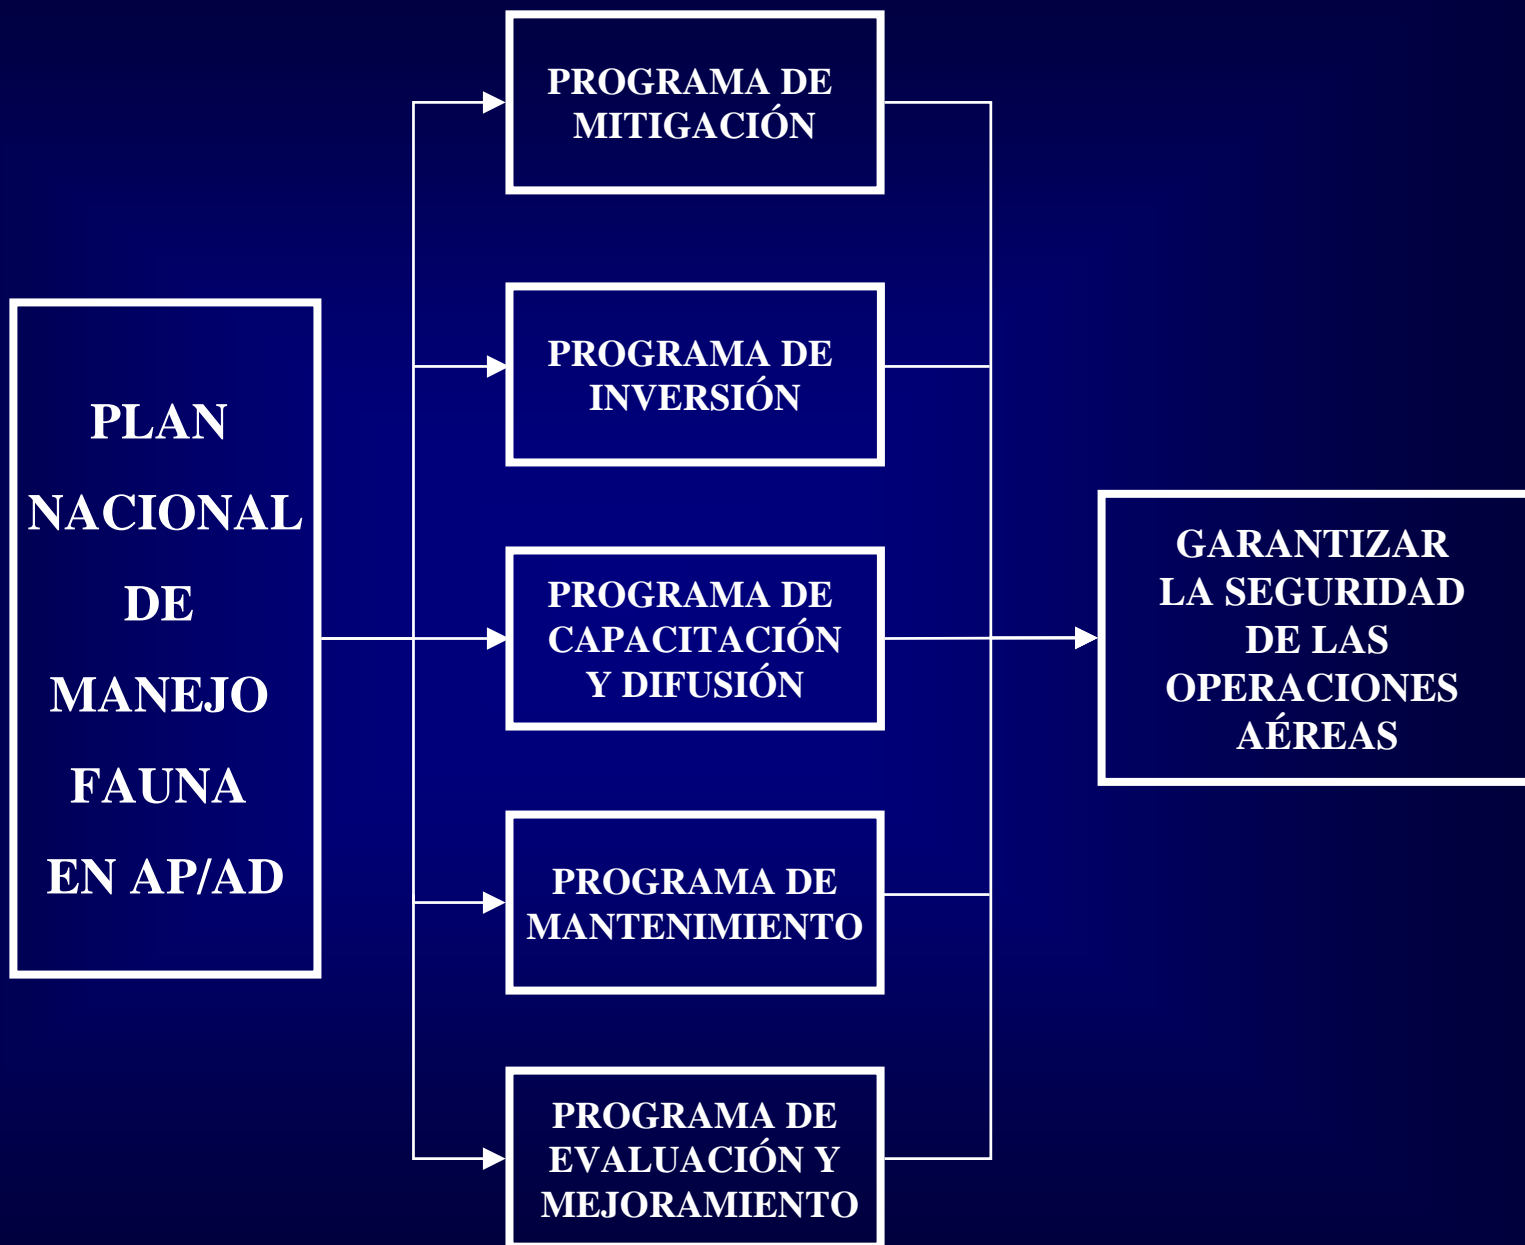 PLAN
NACIONAL
DE
MANEJO
FAUNA
EN AP/AD
PROGRAMA DE
MITIGACIÓN
PROGRAMA DE
INVERSIÓN
PROGRAMA DE
CAPACITACIÓN
Y DIFUSIÓN
PROGRAMA DE
MANTENIMIENTO
PROGRAMA DE
EVALUACIÓN Y
MEJORAMIENTO
GARANTIZAR
LA SEGURIDAD
DE LAS
OPERACIONES
AÉREAS